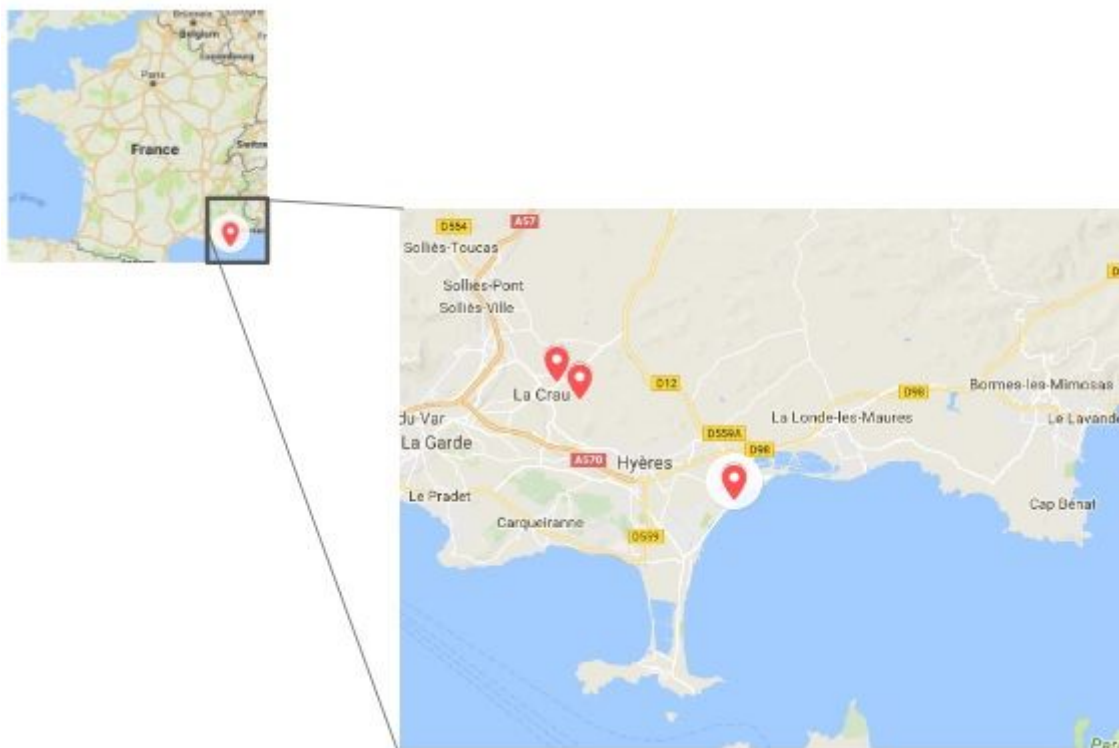 Belgium
Luxembourg
Paris
France
A57
D554
Solliès-Toucas
Solliès-Pont
Solliès-Ville
La Crau
D12
D98
Bormes-les-Mimosas
La Londe-les-Maures
Le Lavande
du-Var
La Garde
D559A
D98
A570
Hyères
Le Pradet
Cap Bénat
Carqueiranne
D559